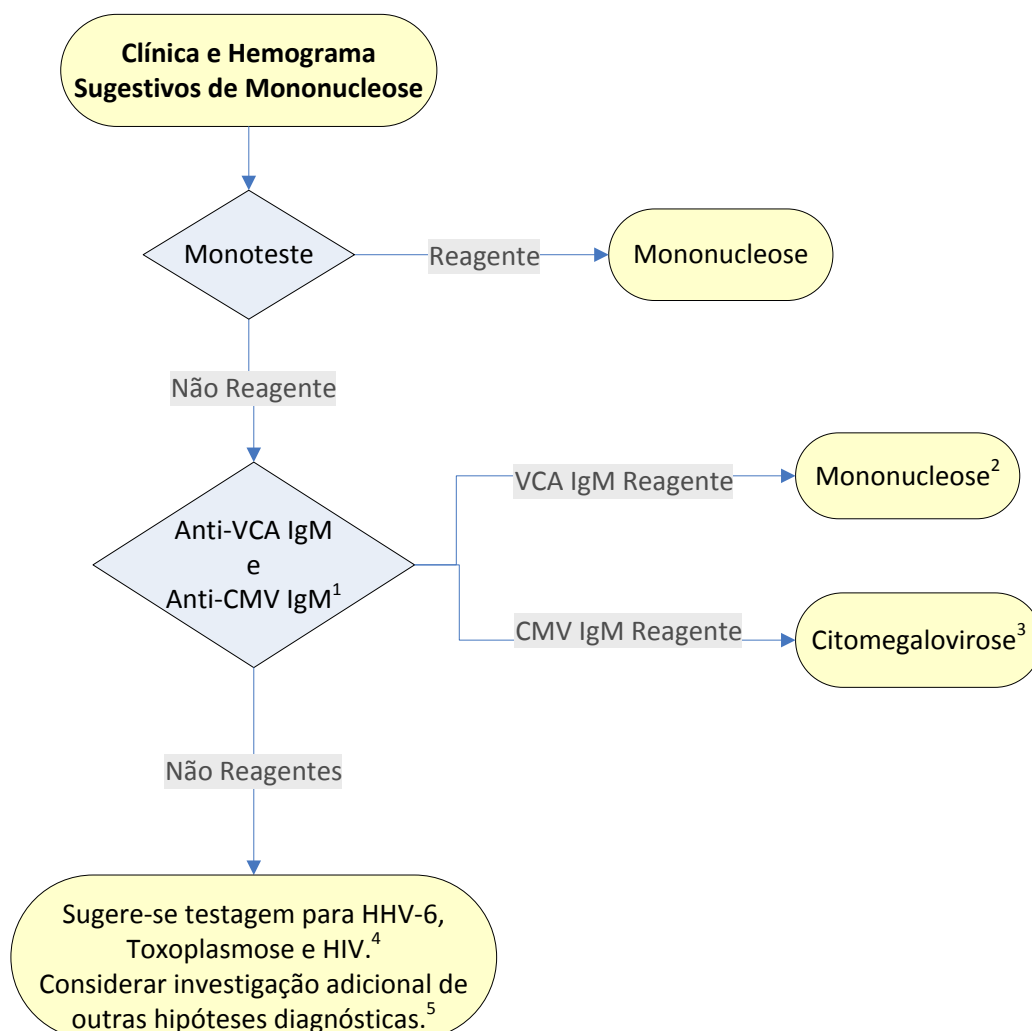 Clínica e Hemograma
Sugestivos de Mononucleose
Monoteste
Reagente
Mononucleose
Não Reagente
Anti-VCA IgM
e
Anti-CMV IgM¹
VCA IgM Reagente
Mononucleose²
CMV IgM Reagente
Citomegalovirose³
Não Reagentes
Sugere-se testagem para HHV-6,
Toxoplasmose e HIV.⁴
Considerar investigação adicional de
outras hipóteses diagnósticas.⁵